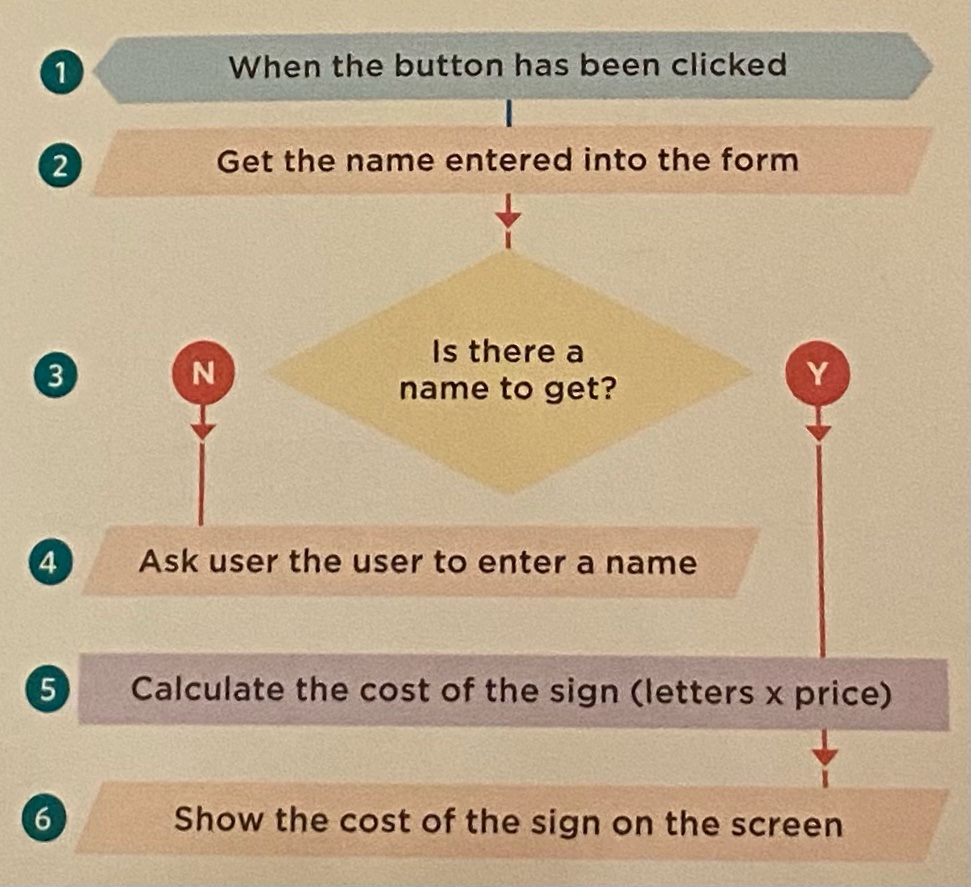 1
When the button has been clicked
2
Get the name entered into the form
3
N
Is there a
name to get?
Y
4
Ask user the user to enter a name
5
Calculate the cost of the sign (letters x price)
6
Show the cost of the sign on the screen